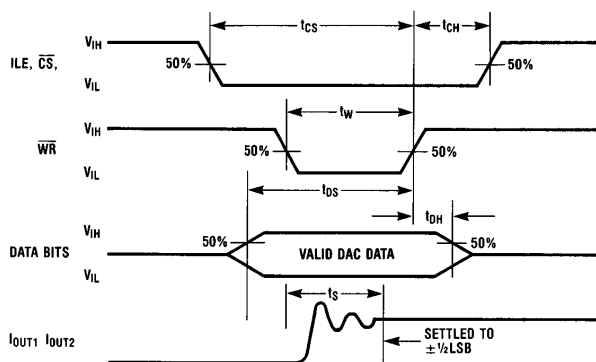 tCS
tCH
VIH
ILE, CS,
50%
50%
VIL
tW
VIH
WR
50%
50%
VIL
tDS
tDH
VIH
50%
50%
DATA BITS
VALID DAC DATA
VIL
tS
IOUT1 IOUT2
SETTLED TO
±½LSB